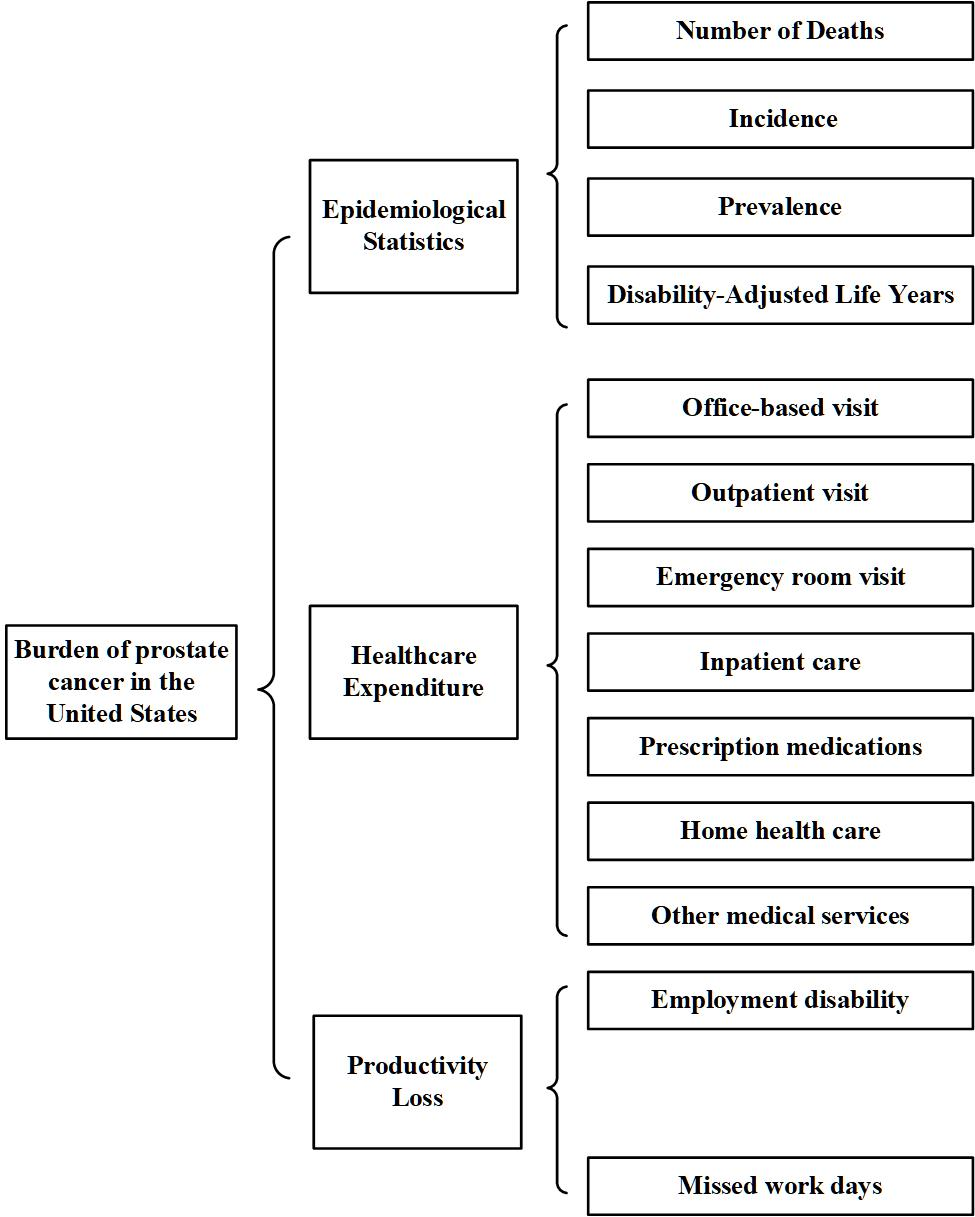 Number of Deaths
Incidence
Prevalence
Disability-Adjusted Life Years
Epidemiological
Statistics
Office-based visit
Outpatient visit
Emergency room visit
Inpatient care
Prescription medications
Home health care
Other medical services
Healthcare
Expenditure
Burden of prostate
cancer in the
United States
Employment disability
Missed work days
Productivity
Loss